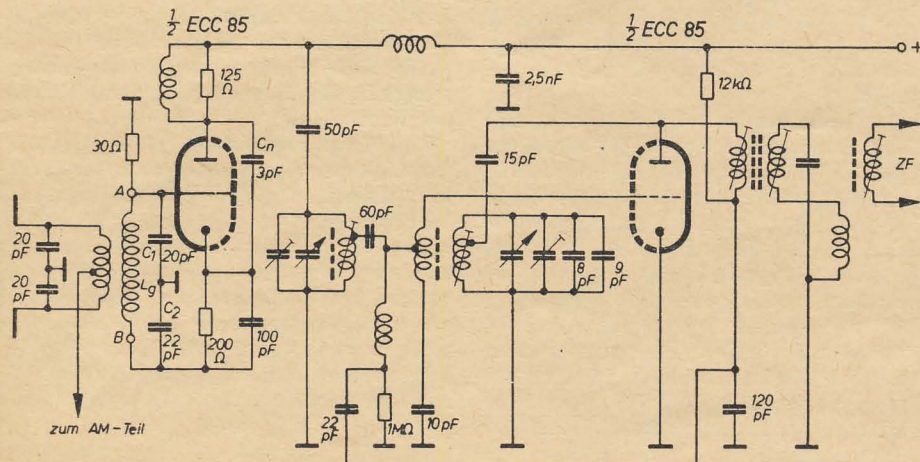 ½ ECC 85
½ ECC 85
+
125
Ω
2,5nF
12kΩ
50pF
30Ω
Cn
3pF
15pF
A
ZF
60pF
20
pF
C1
20pF
8
pF
9
pF
20
pF
Lg
C2
B
22
pF
200
Ω
100
pF
22
pF
1MΩ
10pF
120
pF
zum AM-Teil